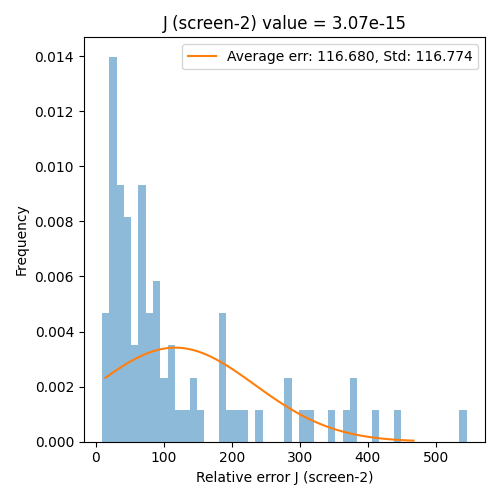 J (screen-2) value = 3.07e-15
Average err: 116.680, Std: 116.774
0.014
0.012
0.010
0.008
0.006
0.004
0.002
0.000
Frequency
0 100 200 300 400 500
Relative error J (screen-2)